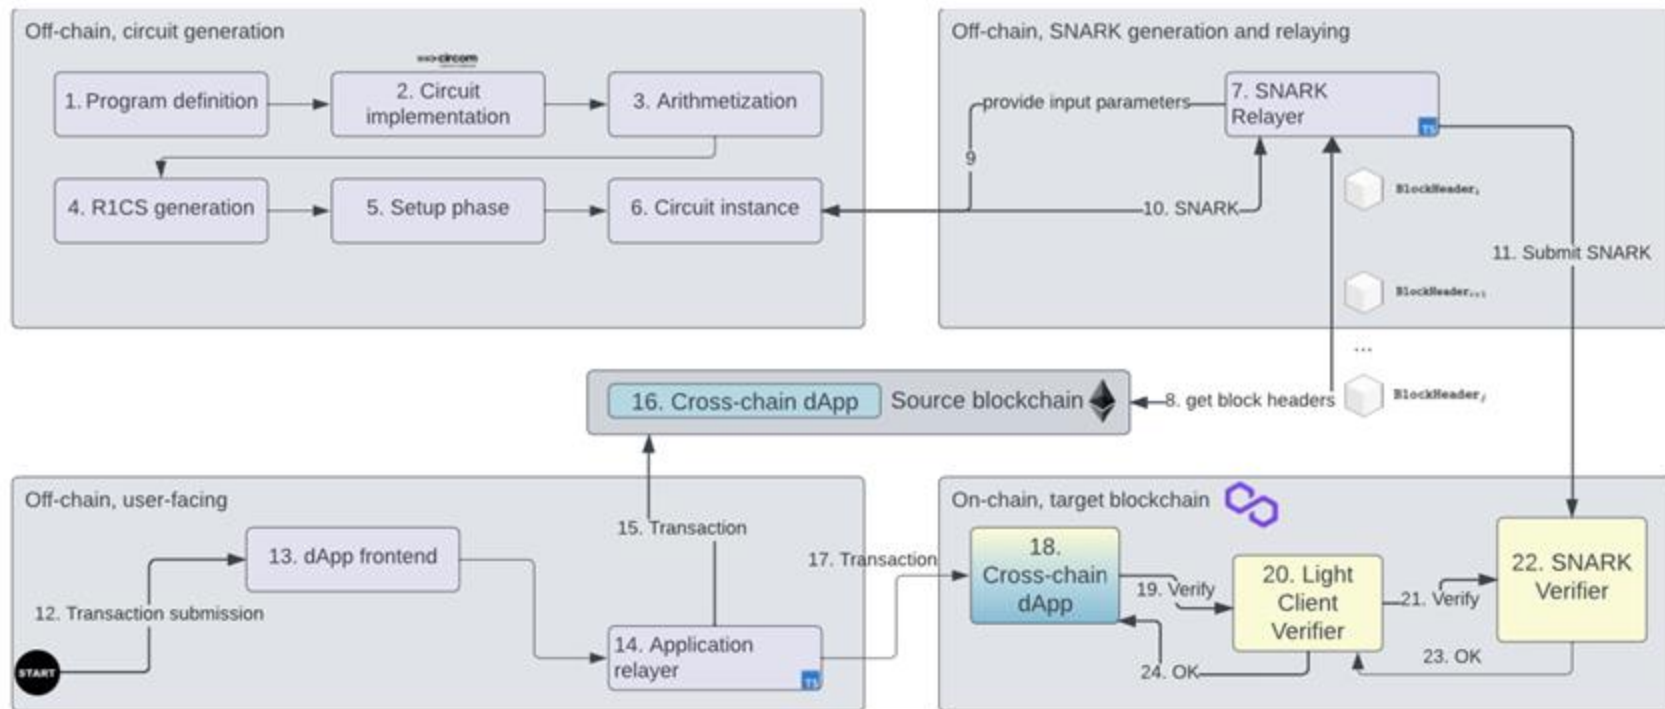 Off-chain, circuit generation
circom
1. Program definition
2. Circuit
implementation
3. Arithmetization
4. R1CS generation
5. Setup phase
6. Circuit instance
Off-chain, SNARK generation and relaying
provide input parameters
7. SNARK
Relayer
TS
9
10. SNARK
BlockHeaderᵢ
11. Submit SNARK
BlockHeaderᵢ₊₁
...
16. Cross-chain dApp
Source blockchain
8. get block headers
BlockHeaderⱼ
Off-chain, user-facing
12. Transaction submission
START
13. dApp frontend
15. Transaction
14. Application
relayer
TS
17. Transaction
On-chain, target blockchain
18.
Cross-chain
dApp
19. Verify
20. Light
Client
Verifier
21. Verify
22. SNARK
Verifier
23. OK
24. OK